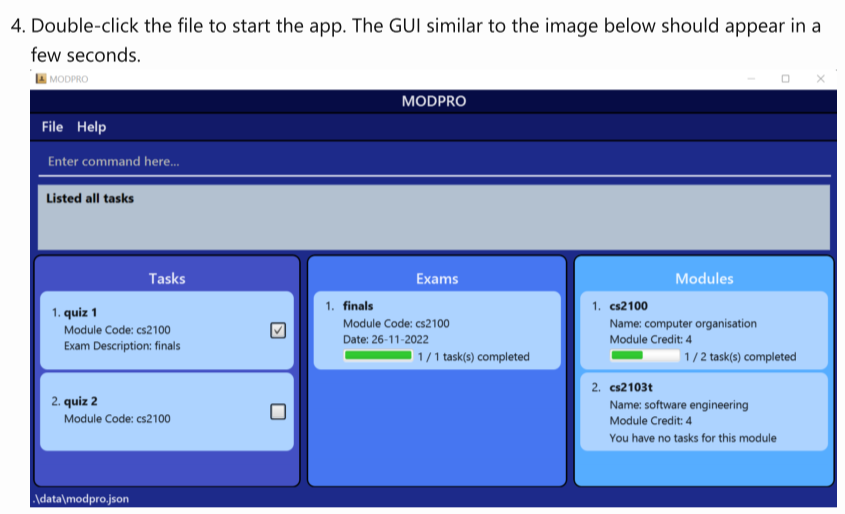 4. Double-click the file to start the app. The GUI similar to the image below should appear in a
few seconds.
MODPRO
MODPRO
File Help
Enter command here...
Listed all tasks
Tasks
1. quiz 1
Module Code: cs2100
Exam Description: finals
2. quiz 2
Module Code: cs2100
Exams
1. finals
Module Code: cs2100
Date: 26-11-2022
1 / 1 task(s) completed
Modules
1. cs2100
Name: computer organisation
Module Credit: 4
1 / 2 task(s) completed
2. cs2103t
Name: software engineering
Module Credit: 4
You have no tasks for this module
.\data\modpro.json